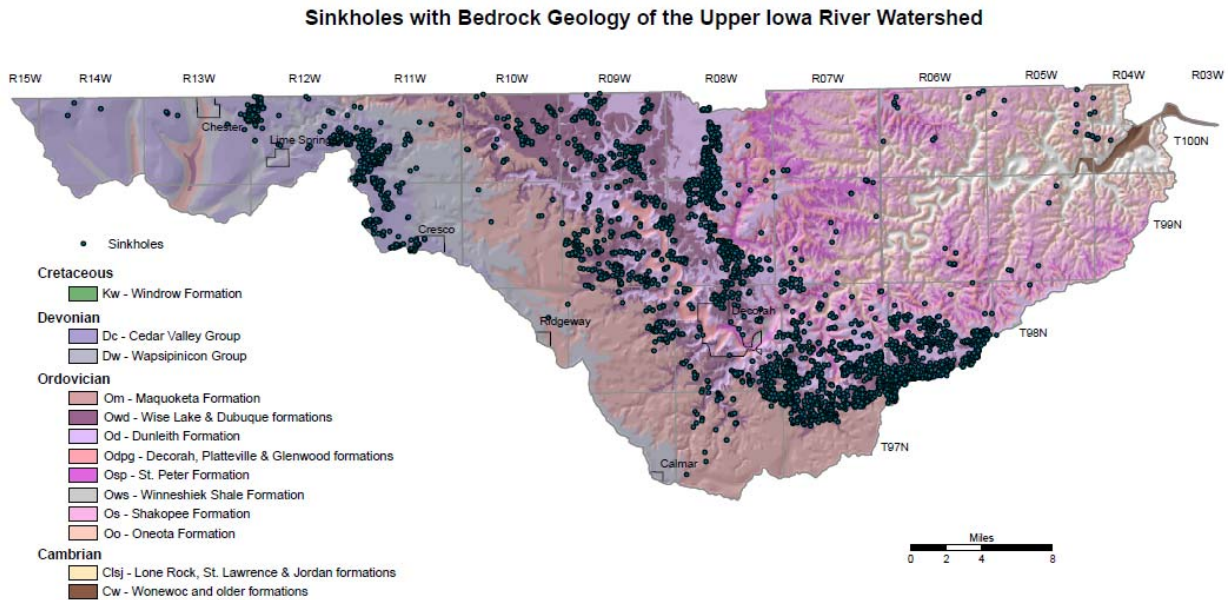 Sinkholes with Bedrock Geology of the Upper Iowa River Watershed
R15W R14W R13W R12W R11W R10W R09W R08W R07W R06W R05W R04W R03W
Chester
Lime Spring
T100N
T99N
Cresco
Sinkholes
Cretaceous
Kw - Windrow Formation
Ridgeway
Decorah
T98N
Devonian
Dc - Cedar Valley Group
Dw - Wapsipinicon Group
Ordovician
Om - Maquoketa Formation
Owd - Wise Lake & Dubuque formations
Od - Dunleith Formation
T97N
Odpg - Decorah, Platteville & Glenwood formations
Calmar
Osp - St. Peter Formation
Ows - Winneshiek Shale Formation
Os - Shakopee Formation
Oo - Oneota Formation
Miles
0 2 4 8
Cambrian
Clsj - Lone Rock, St. Lawrence & Jordan formations
Cw - Wonewoc and older formations